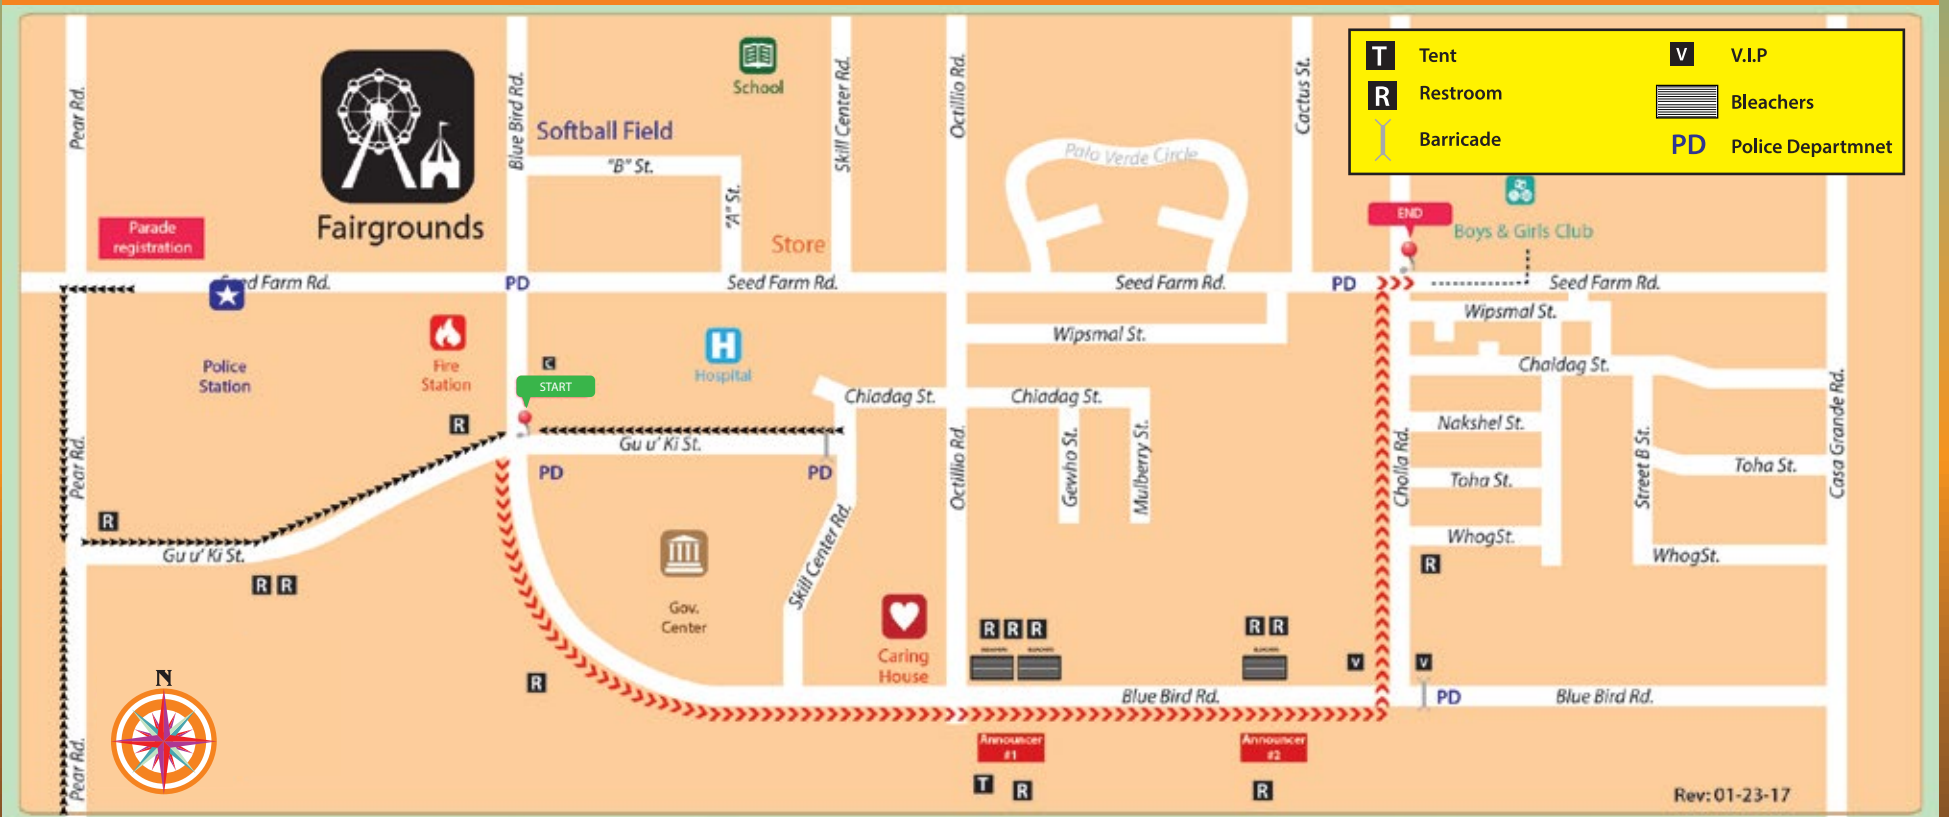 T Tent
V V.I.P
R Restroom
Bleachers
Barricade
PD Police Departmnet
Pear Rd.
Blue Bird Rd.
School
Skill Center Rd.
Octillio Rd.
Cactus St.
Softball Field
"B" St.
"A" St.
Palo Verde Circle
Fairgrounds
Parade
registration
Store
END
Boys & Girls Club
Seed Farm Rd.
PD
Seed Farm Rd.
Seed Farm Rd.
PD
Seed Farm Rd.
Wipsmal St.
Wipsmal St.
Police
Station
Fire
Station
C
H
Hospital
START
Chaldag St.
Chiadag St.
Chiadag St.
R
Gu u' Ki St.
PD
PD
Pear Rd.
Octillio Rd.
Gewho St.
Mulberry St.
Cholla Rd.
Nakshel St.
Toha St.
WhogSt.
Street B St.
Toha St.
WhogSt.
Casa Grande Rd.
R
Gu u' Ki St.
R R
Skill Center Rd.
Gov.
Center
R
Caring
House
R R R
BLEACHERS
BLEACHERS
R R
BLEACHERS
R
V
V
R
PD
Blue Bird Rd.
Blue Bird Rd.
N
Pear Rd.
Announcer
#1
Announcer
#2
T
R
R
Rev: 01-23-17